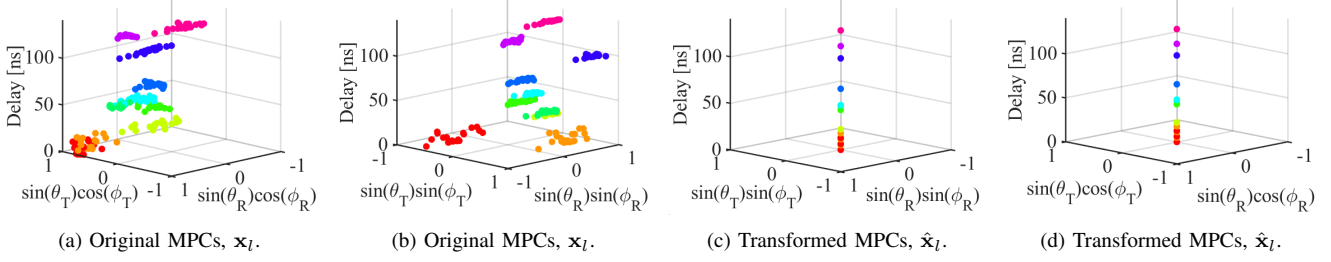 Delay [ns]
100
50
0
1
0
-1
1
0
-1
sin(θ_T)cos(ϕ_T)
sin(θ_R)cos(ϕ_R)
(a) Original MPCs, x_l.
Delay [ns]
100
50
0
-1
0
1
-1
0
1
sin(θ_T)sin(ϕ_T)
sin(θ_R)sin(ϕ_R)
(b) Original MPCs, x_l.
Delay [ns]
100
50
0
1
0
-1
1
0
1
sin(θ_T)sin(ϕ_T)
sin(θ_R)sin(ϕ_R)
(c) Transformed MPCs, x̂_l.
Delay [ns]
100
50
0
1
0
-1
1
0
-1
sin(θ_T)cos(ϕ_T)
sin(θ_R)cos(ϕ_R)
(d) Transformed MPCs, x̂_l.